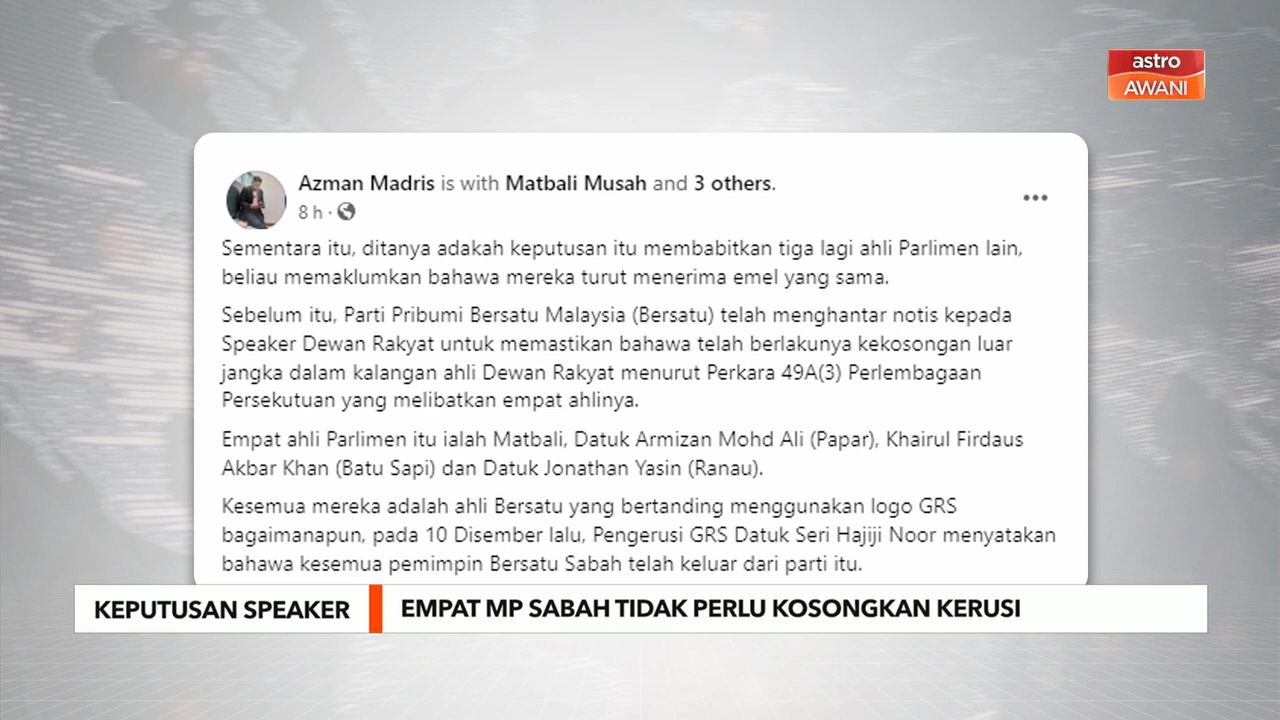 astro
AWANI
Azman Madris is with Matbali Musah and 3 others.
8 h ·
Sementara itu, ditanya adakah keputusan itu membabitkan tiga lagi ahli Parlimen lain,
beliau memaklumkan bahawa mereka turut menerima emel yang sama.
Sebelum itu, Parti Pribumi Bersatu Malaysia (Bersatu) telah menghantar notis kepada
Speaker Dewan Rakyat untuk memastikan bahawa telah berlakunya kekosongan luar
jangka dalam kalangan ahli Dewan Rakyat menurut Perkara 49A(3) Perlembagaan
Persekutuan yang melibatkan empat ahlinya.
Empat ahli Parlimen itu ialah Matbali, Datuk Armizan Mohd Ali (Papar), Khairul Firdaus
Akbar Khan (Batu Sapi) dan Datuk Jonathan Yasin (Ranau).
Kesemua mereka adalah ahli Bersatu yang bertanding menggunakan logo GRS
bagaimanapun, pada 10 Disember lalu, Pengerusi GRS Datuk Seri Hajiji Noor menyatakan
bahawa kesemua pemimpin Bersatu Sabah telah keluar dari parti itu.
KEPUTUSAN SPEAKER
EMPAT MP SABAH TIDAK PERLU KOSONGKAN KERUSI